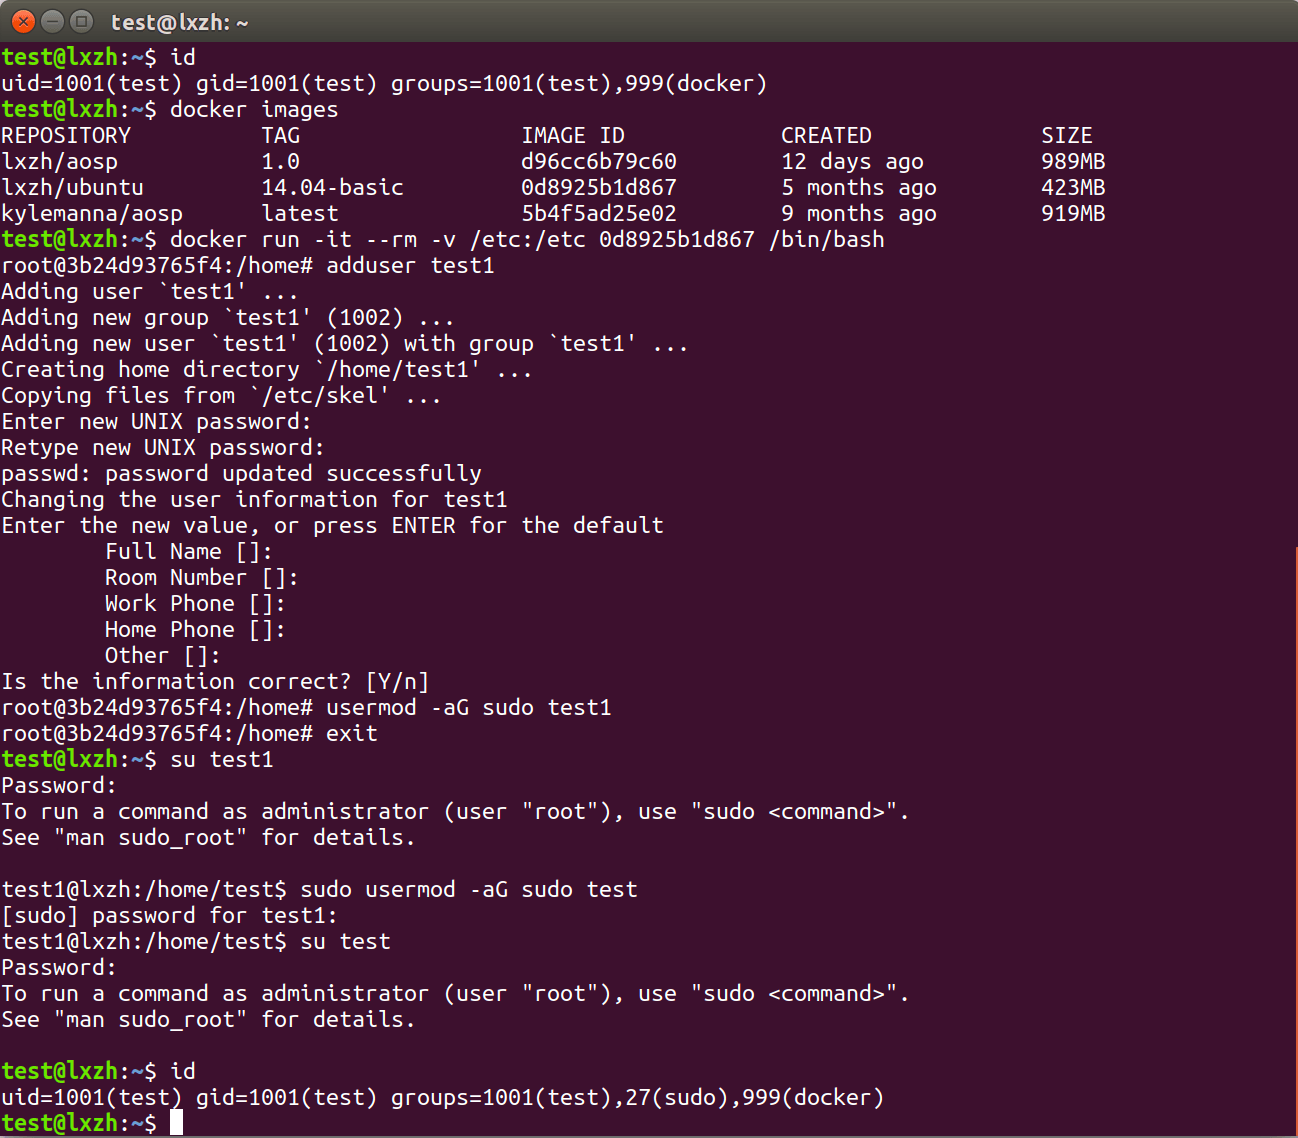 test@lxzh: ~
test@lxzh:~$ id
uid=1001(test) gid=1001(test) groups=1001(test),999(docker)
test@lxzh:~$ docker images
REPOSITORY          TAG                 IMAGE ID            CREATED             SIZE
lxzh/aosp           1.0                 d96cc6b79c60        12 days ago         989MB
lxzh/ubuntu         14.04-basic         0d8925b1d867        5 months ago        423MB
kylemanna/aosp      latest              5b4f5ad25e02        9 months ago        919MB
test@lxzh:~$ docker run -it --rm -v /etc:/etc 0d8925b1d867 /bin/bash
root@3b24d93765f4:/home# adduser test1
Adding user `test1' ...
Adding new group `test1' (1002) ...
Adding new user `test1' (1002) with group `test1' ...
Creating home directory `/home/test1' ...
Copying files from `/etc/skel' ...
Enter new UNIX password:
Retype new UNIX password:
passwd: password updated successfully
Changing the user information for test1
Enter the new value, or press ENTER for the default
        Full Name []:
        Room Number []:
        Work Phone []:
        Home Phone []:
        Other []:
Is the information correct? [Y/n]
root@3b24d93765f4:/home# usermod -aG sudo test1
root@3b24d93765f4:/home# exit
test@lxzh:~$ su test1
Password:
To run a command as administrator (user "root"), use "sudo <command>".
See "man sudo_root" for details.
test1@lxzh:/home/test$ sudo usermod -aG sudo test
[sudo] password for test1:
test1@lxzh:/home/test$ su test
Password:
To run a command as administrator (user "root"), use "sudo <command>".
See "man sudo_root" for details.
test@lxzh:~$ id
uid=1001(test) gid=1001(test) groups=1001(test),27(sudo),999(docker)
test@lxzh:~$